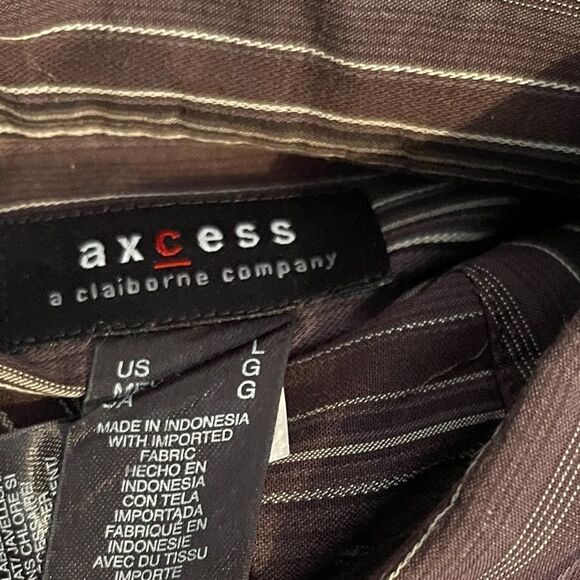 axcess
a claiborne company
US L
G
G
MADE IN INDONESIA
WITH IMPORTED
FABRIC
HECHO EN
INDONESIA
CON TELA
IMPORTADA
FABRIQUÉ EN
INDONÉSIE
AVEC DU TISSU
IMPORTE